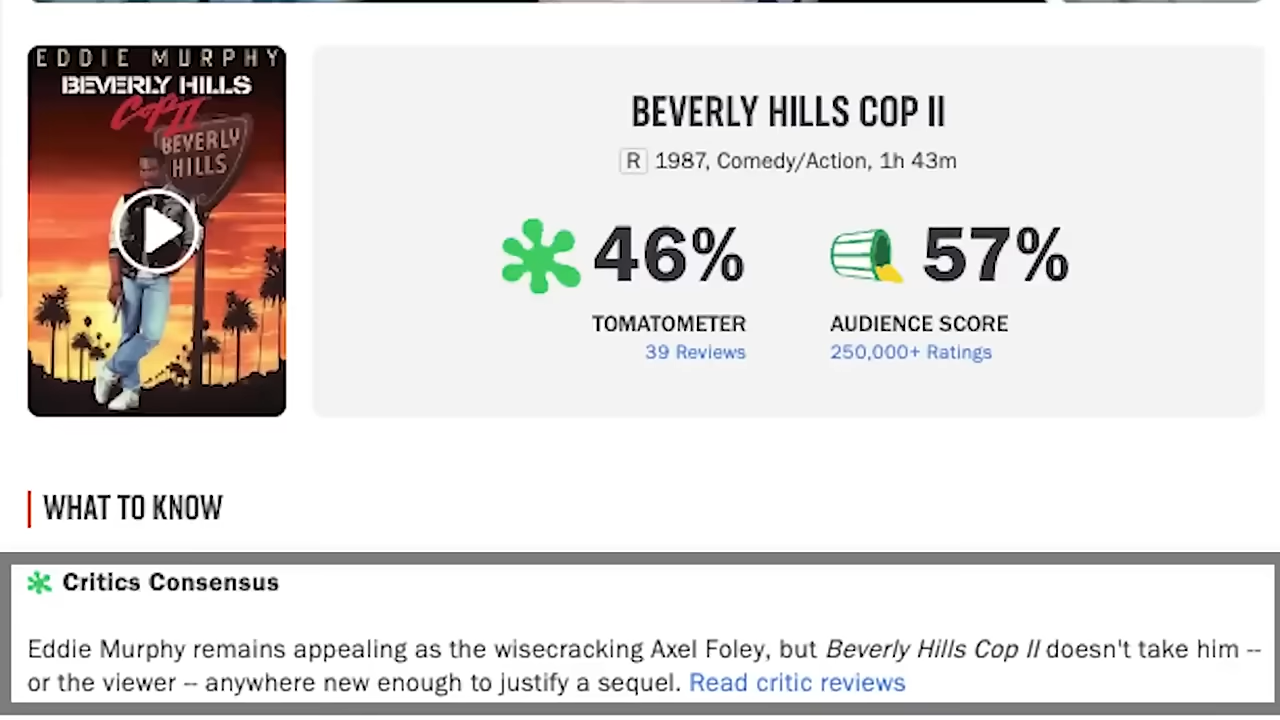 EDDIE MURPHY
BEVERLY HILLS
COP II
BEVERLY
HILLS
BEVERLY HILLS COP II
R 1987, Comedy/Action, 1h 43m
46% 57%
TOMATOMETER AUDIENCE SCORE
39 Reviews 250,000+ Ratings
WHAT TO KNOW
Critics Consensus
Eddie Murphy remains appealing as the wisecracking Axel Foley, but Beverly Hills Cop II doesn't take him --
or the viewer -- anywhere new enough to justify a sequel. Read critic reviews